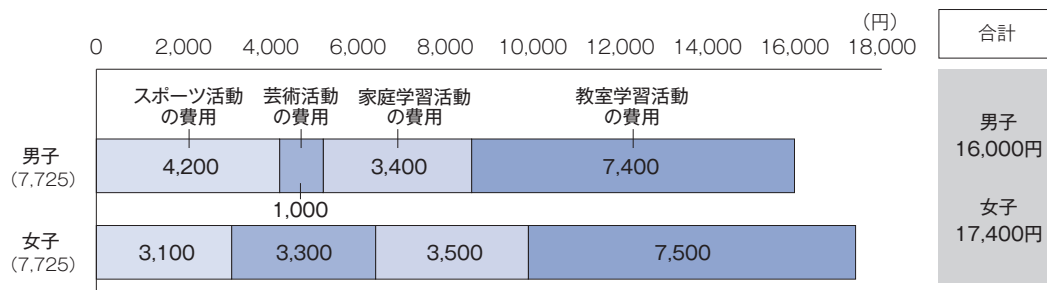 (円)
0 2,000 4,000 6,000 8,000 10,000 12,000 14,000 16,000 18,000
合計
スポーツ活動
の費用
芸術活動
の費用
家庭学習活動
の費用
教室学習活動
の費用
男子
(7,725)
4,200
1,000
3,400
7,400
女子
(7,725)
3,100
3,300
3,500
7,500
男子
16,000円
女子
17,400円